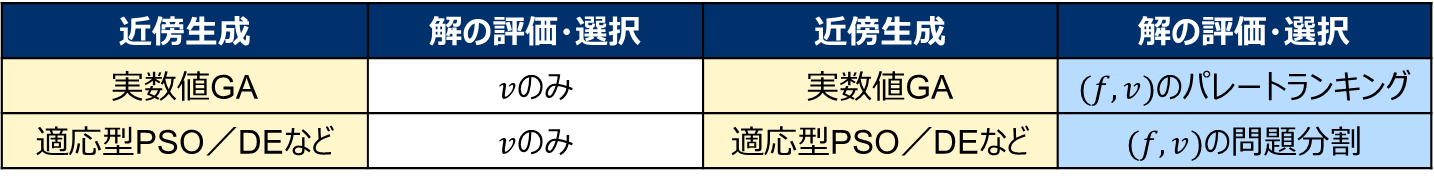 近傍生成 解の評価・選択 近傍生成 解の評価・選択
実数値GA 𝑣のみ 実数値GA (𝑓,𝑣)のパレートランキング
適応型PSO／DEなど 𝑣のみ 適応型PSO／DEなど (𝑓,𝑣)の問題分割